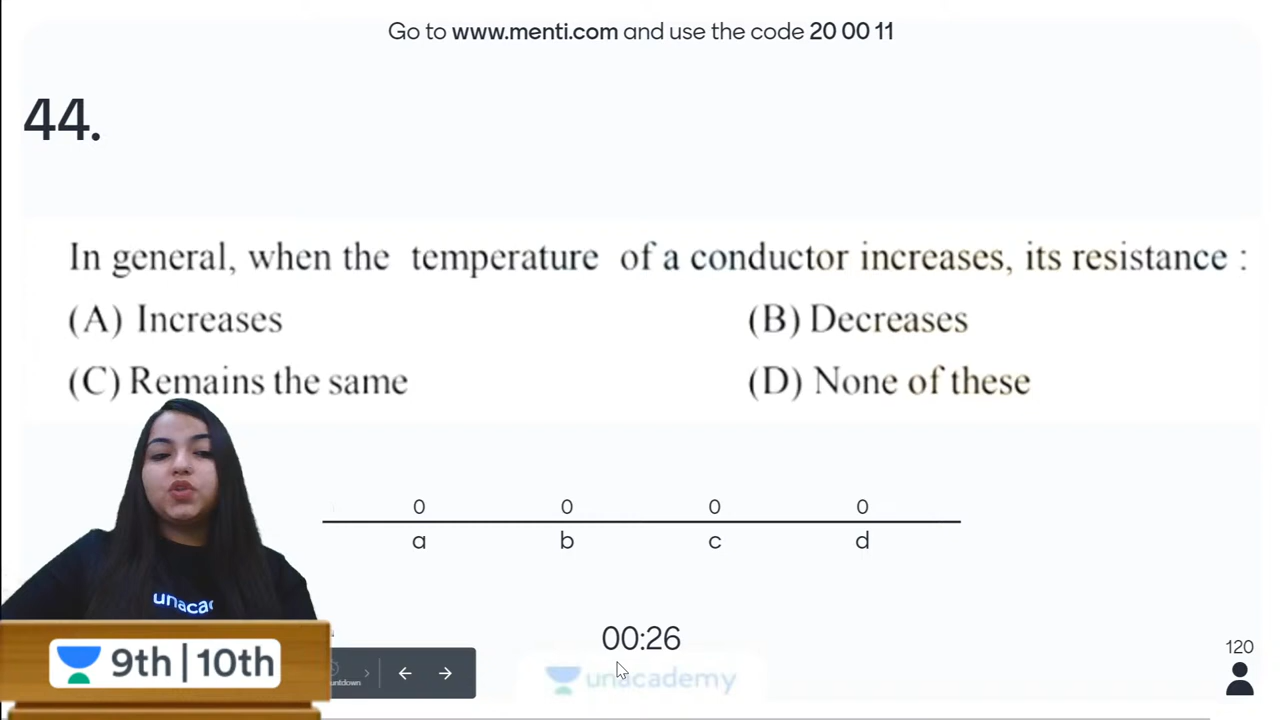 Go to www.menti.com and use the code 20 00 11
44.
In general, when the temperature of a conductor increases, its resistance :
(A) Increases (B) Decreases
(C) Remains the same (D) None of these
0 0 0 0
a b c d
unacac
00:26
120
9th | 10th
unacademy